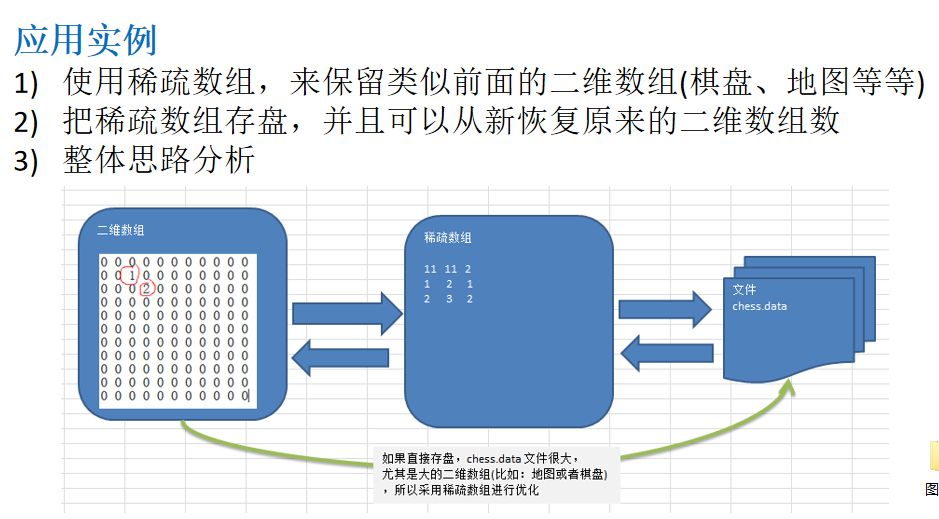 应用实例
1) 使用稀疏数组，来保留类似前面的二维数组(棋盘、地图等等)
2) 把稀疏数组存盘，并且可以从新恢复原来的二维数组数
3) 整体思路分析
二维数组
0 0 0 0 0 0 0 0 0 0 0
0 0 1 0 0 0 0 0 0 0 0
0 0 0 2 0 0 0 0 0 0 0
0 0 0 0 0 0 0 0 0 0 0
0 0 0 0 0 0 0 0 0 0 0
0 0 0 0 0 0 0 0 0 0 0
0 0 0 0 0 0 0 0 0 0 0
0 0 0 0 0 0 0 0 0 0 0
0 0 0 0 0 0 0 0 0 0 0
0 0 0 0 0 0 0 0 0 0 0
0 0 0 0 0 0 0 0 0 0 0
稀疏数组
11 11 2
1 2 1
2 3 2
文件
chess.data
如果直接存盘，chess.data 文件很大，
尤其是大的二维数组(比如：地图或者棋盘)
，所以采用稀疏数组进行优化
图